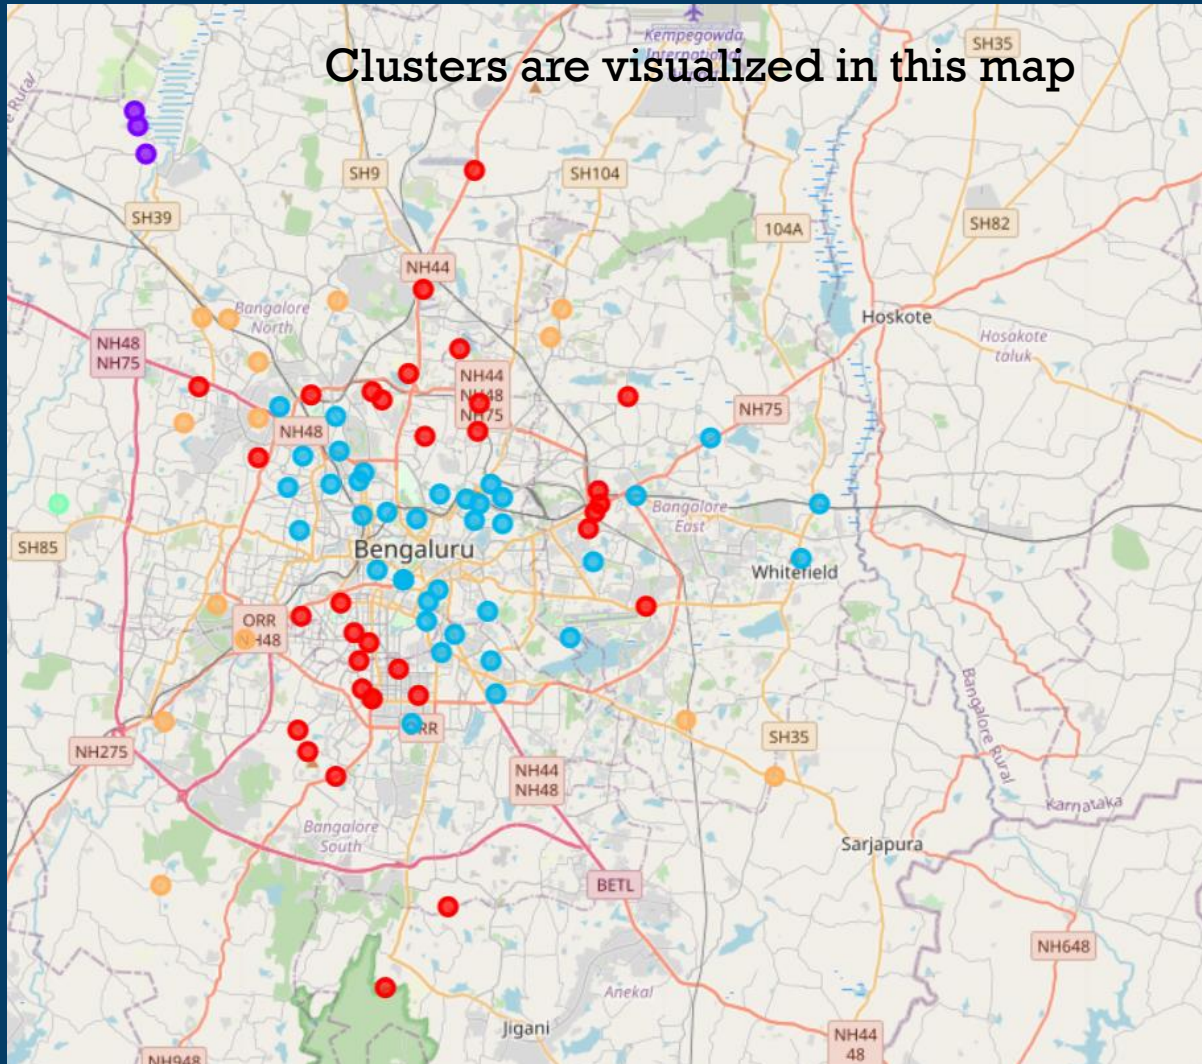 Kempegowda
International
Clusters are visualized in this map
SH35
SH9
SH104
SH39
104A
SH82
NH44
Bangalore
North
Hoskote
Hosakote
taluk
NH48
NH75
NH44
NH48
NH75
NH75
NH48
Bangalore
East
SH85
Bengaluru
Whitefield
ORR
NH48
Bangalore Rural
ORR
NH275
SH35
NH44
NH48
Karnataka
Bangalore
South
Sarjapura
BETL
NH648
Anekal
Jigani
NH44
48
NH948